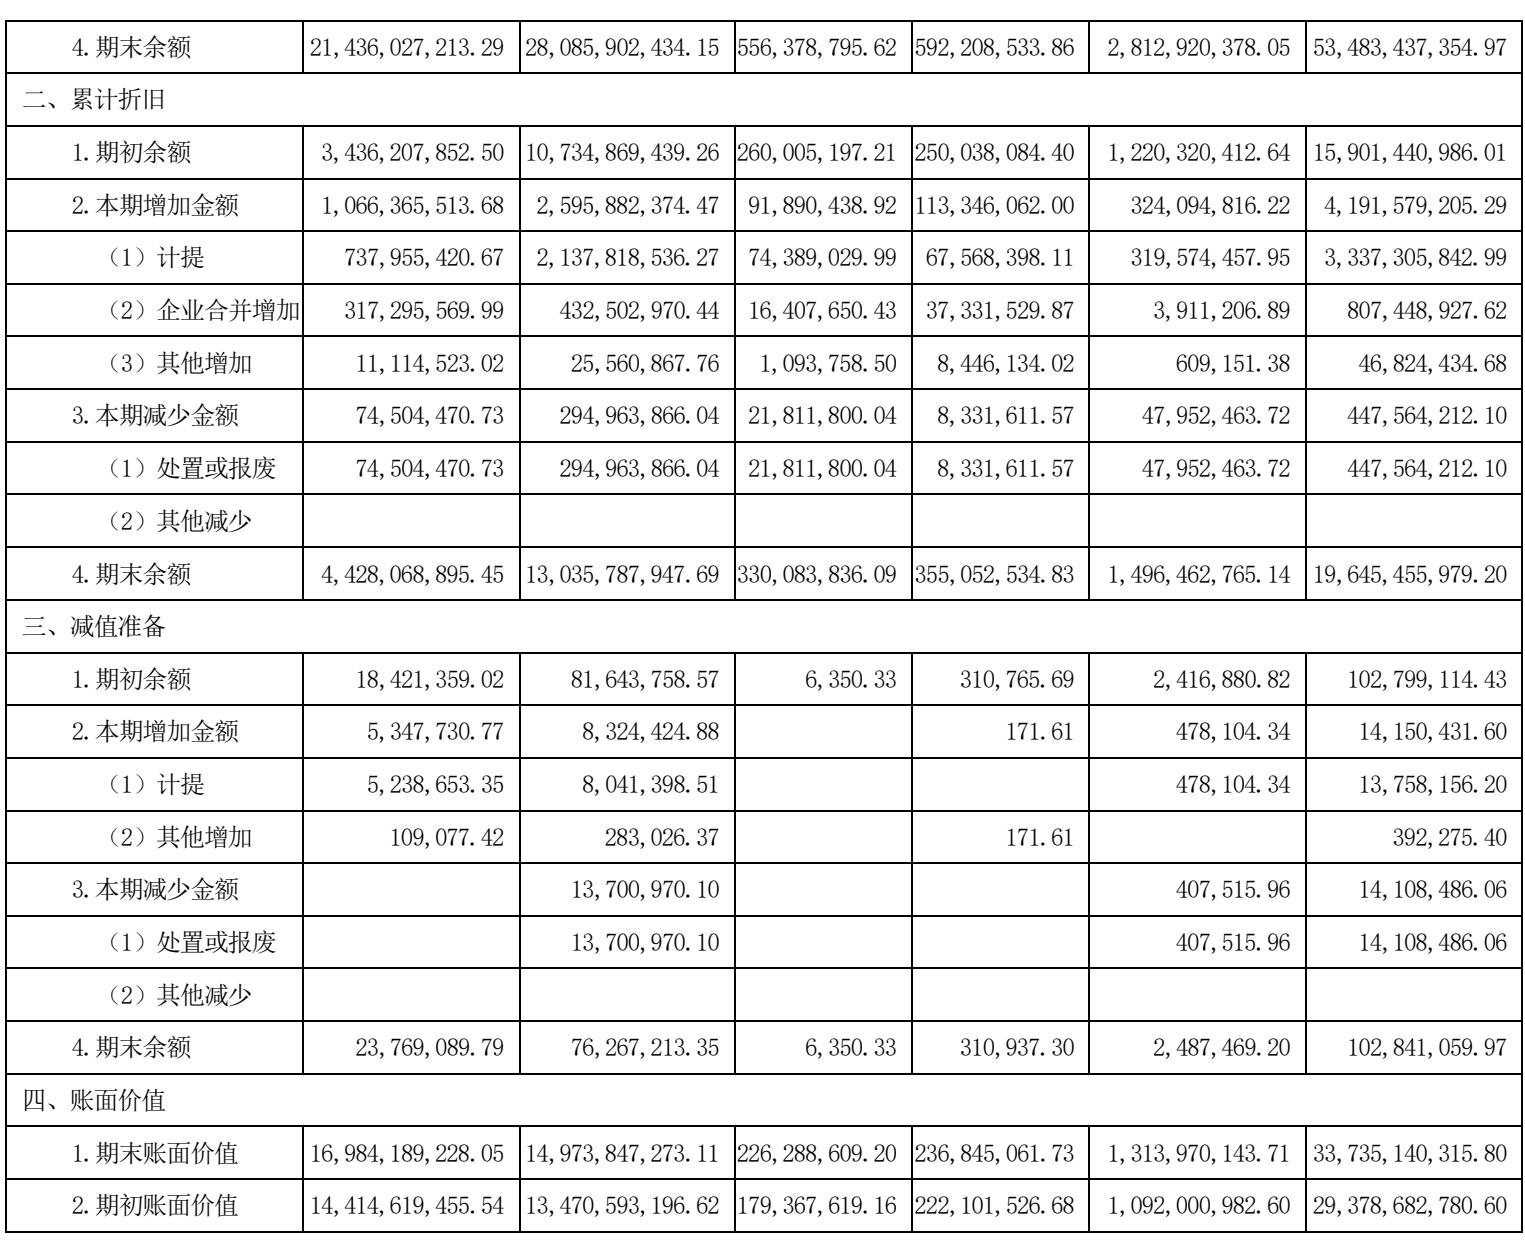 4.期末余额 21,436,027,213.29 28,085,902,434.15 556,378,795.62 592,208,533.86 2,812,920,378.05 53,483,437,354.97
二、累计折旧
1.期初余额 3,436,207,852.50 10,734,869,439.26 260,005,197.21 250,038,084.40 1,220,320,412.64 15,901,440,986.01
2.本期增加金额 1,066,365,513.68 2,595,882,374.47 91,890,438.92 113,346,062.00 324,094,816.22 4,191,579,205.29
（1）计提 737,955,420.67 2,137,818,536.27 74,389,029.99 67,568,398.11 319,574,457.95 3,337,305,842.99
（2）企业合并增加 317,295,569.99 432,502,970.44 16,407,650.43 37,331,529.87 3,911,206.89 807,448,927.62
（3）其他增加 11,114,523.02 25,560,867.76 1,093,758.50 8,446,134.02 609,151.38 46,824,434.68
3.本期减少金额 74,504,470.73 294,963,866.04 21,811,800.04 8,331,611.57 47,952,463.72 447,564,212.10
（1）处置或报废 74,504,470.73 294,963,866.04 21,811,800.04 8,331,611.57 47,952,463.72 447,564,212.10
（2）其他减少
4.期末余额 4,428,068,895.45 13,035,787,947.69 330,083,836.09 355,052,534.83 1,496,462,765.14 19,645,455,979.20
三、减值准备
1.期初余额 18,421,359.02 81,643,758.57 6,350.33 310,765.69 2,416,880.82 102,799,114.43
2.本期增加金额 5,347,730.77 8,324,424.88 171.61 478,104.34 14,150,431.60
（1）计提 5,238,653.35 8,041,398.51 478,104.34 13,758,156.20
（2）其他增加 109,077.42 283,026.37 171.61 392,275.40
3.本期减少金额 13,700,970.10 407,515.96 14,108,486.06
（1）处置或报废 13,700,970.10 407,515.96 14,108,486.06
（2）其他减少
4.期末余额 23,769,089.79 76,267,213.35 6,350.33 310,937.30 2,487,469.20 102,841,059.97
四、账面价值
1.期末账面价值 16,984,189,228.05 14,973,847,273.11 226,288,609.20 236,845,061.73 1,313,970,143.71 33,735,140,315.80
2.期初账面价值 14,414,619,455.54 13,470,593,196.62 179,367,619.16 222,101,526.68 1,092,000,982.60 29,378,682,780.60